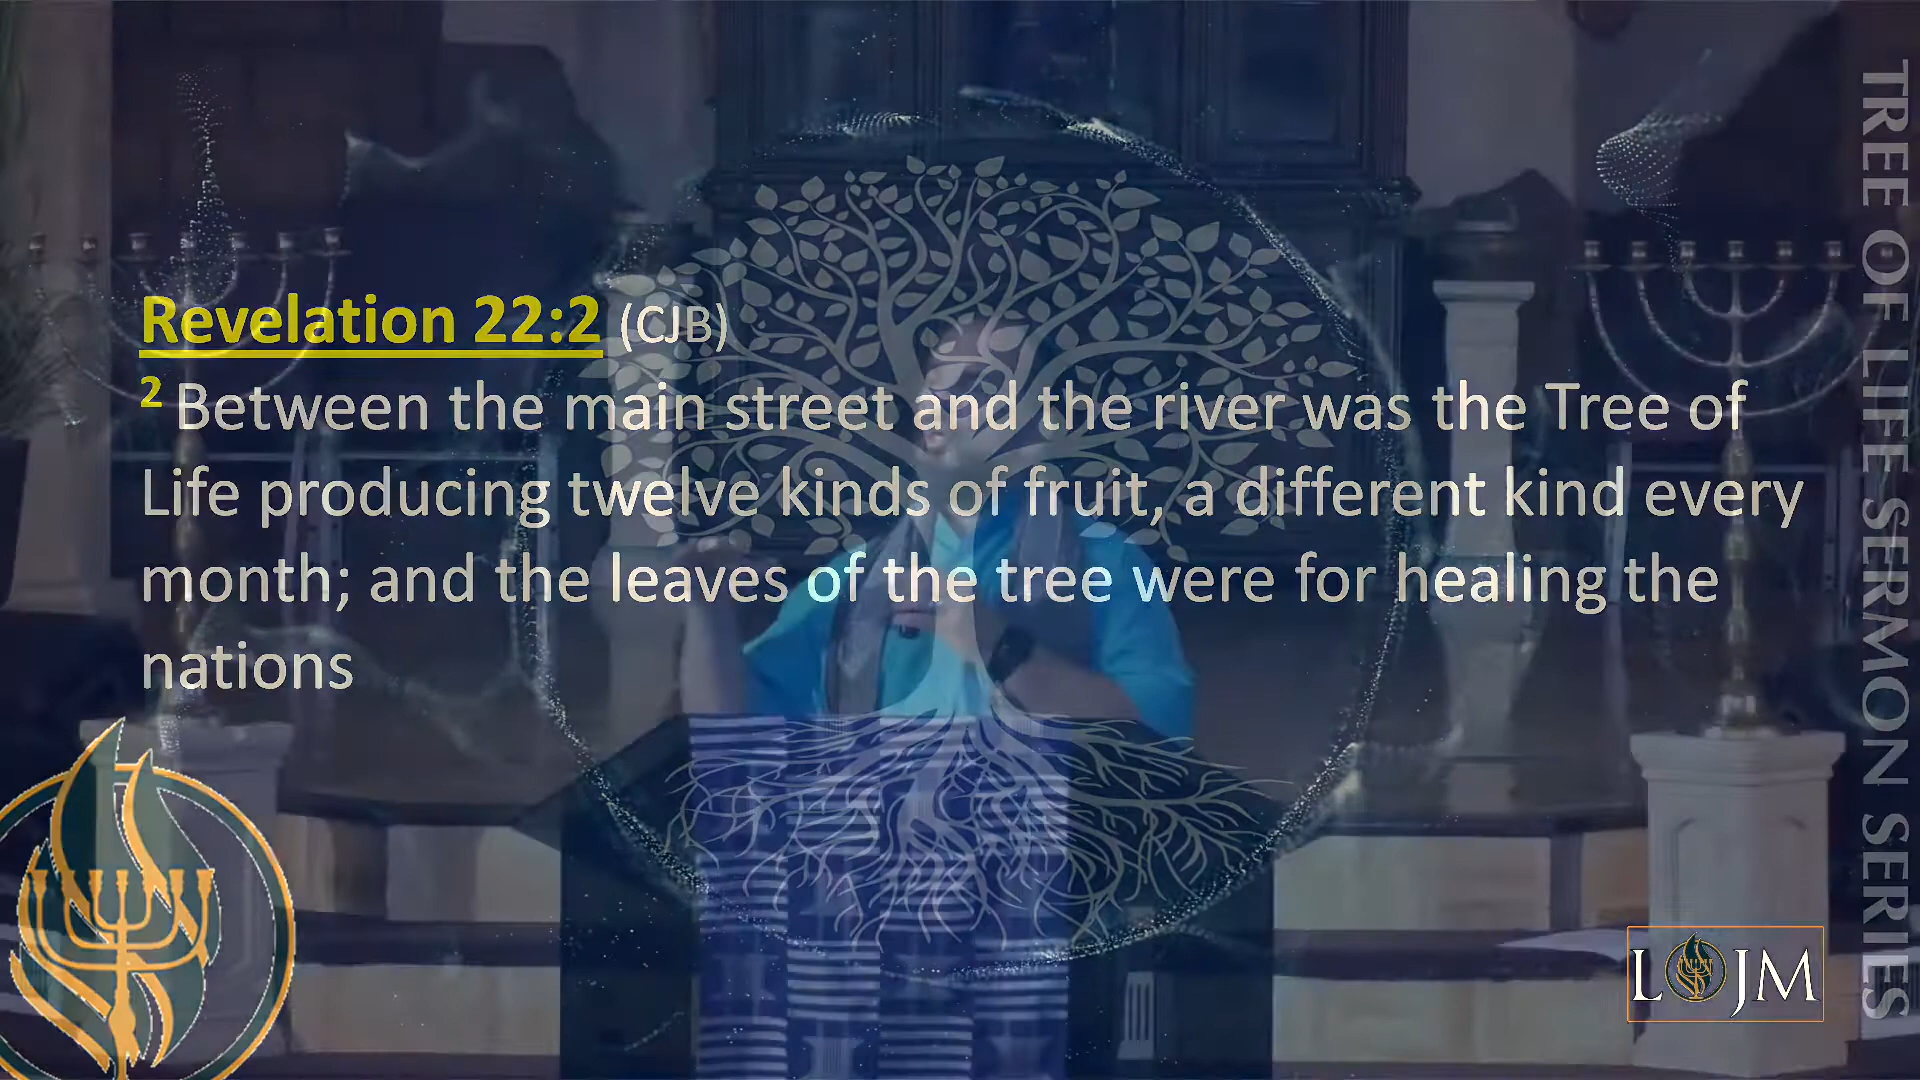 Revelation 22:2 (CJB)
2 Between the main street and the river was the Tree of
Life producing twelve kinds of fruit, a different kind every
month; and the leaves of the tree were for healing the
nations
TREE OF LIFE SERMON SERIES
LOJM